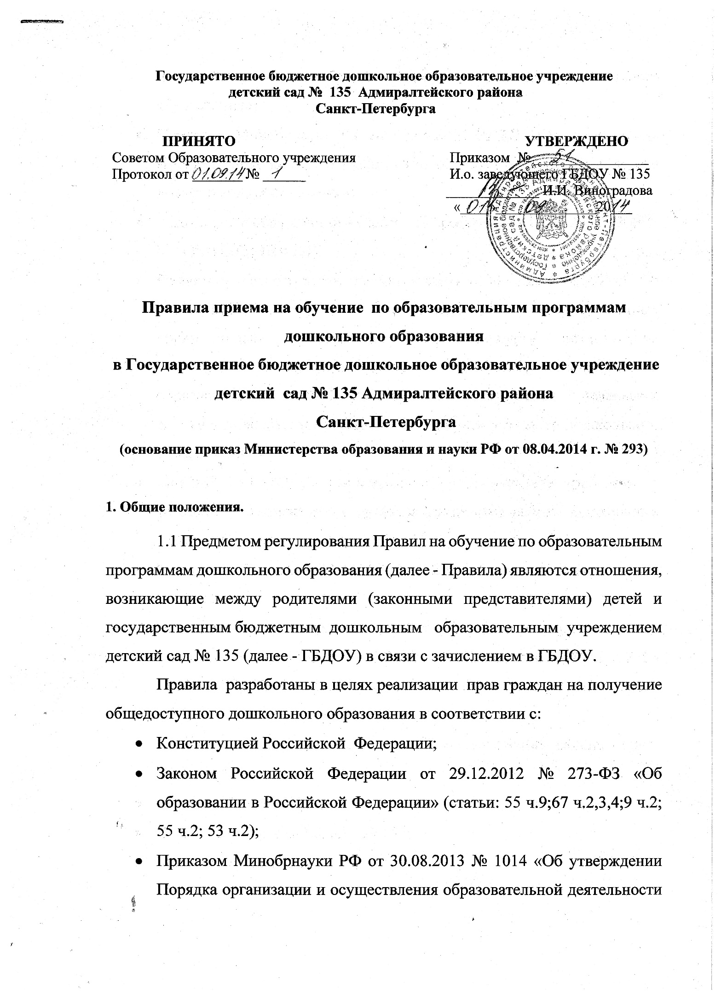 Государственное бюджетное дошкольное образовательное учреждение
детский сад № 135 Адмиралтейского района
Санкт-Петербурга
ПРИНЯТО
Советом Образовательного учреждения
Протокол от 01.09.14 № 1
УТВЕРЖДЕНО
Приказом № 51
И.о. заведующего ГБДОУ № 135
И.И. Виноградова
« 01 » 09 2014
Правила приема на обучение по образовательным программам
дошкольного образования
в Государственное бюджетное дошкольное образовательное учреждение
детский сад № 135 Адмиралтейского района
Санкт-Петербурга
(основание приказ Министерства образования и науки РФ от 08.04.2014 г. № 293)
1. Общие положения.
1.1 Предметом регулирования Правил на обучение по образовательным
программам дошкольного образования (далее - Правила) являются отношения,
возникающие между родителями (законными представителями) детей и
государственным бюджетным дошкольным образовательным учреждением
детский сад № 135 (далее - ГБДОУ) в связи с зачислением в ГБДОУ.
Правила разработаны в целях реализации прав граждан на получение
общедоступного дошкольного образования в соответствии с:
• Конституцией Российской Федерации;
• Законом Российской Федерации от 29.12.2012 № 273-ФЗ «Об
образовании в Российской Федерации» (статьи: 55 ч.9;67 ч.2,3,4;9 ч.2;
55 ч.2; 53 ч.2);
• Приказом Минобрнауки РФ от 30.08.2013 № 1014 «Об утверждении
Порядка организации и осуществления образовательной деятельности